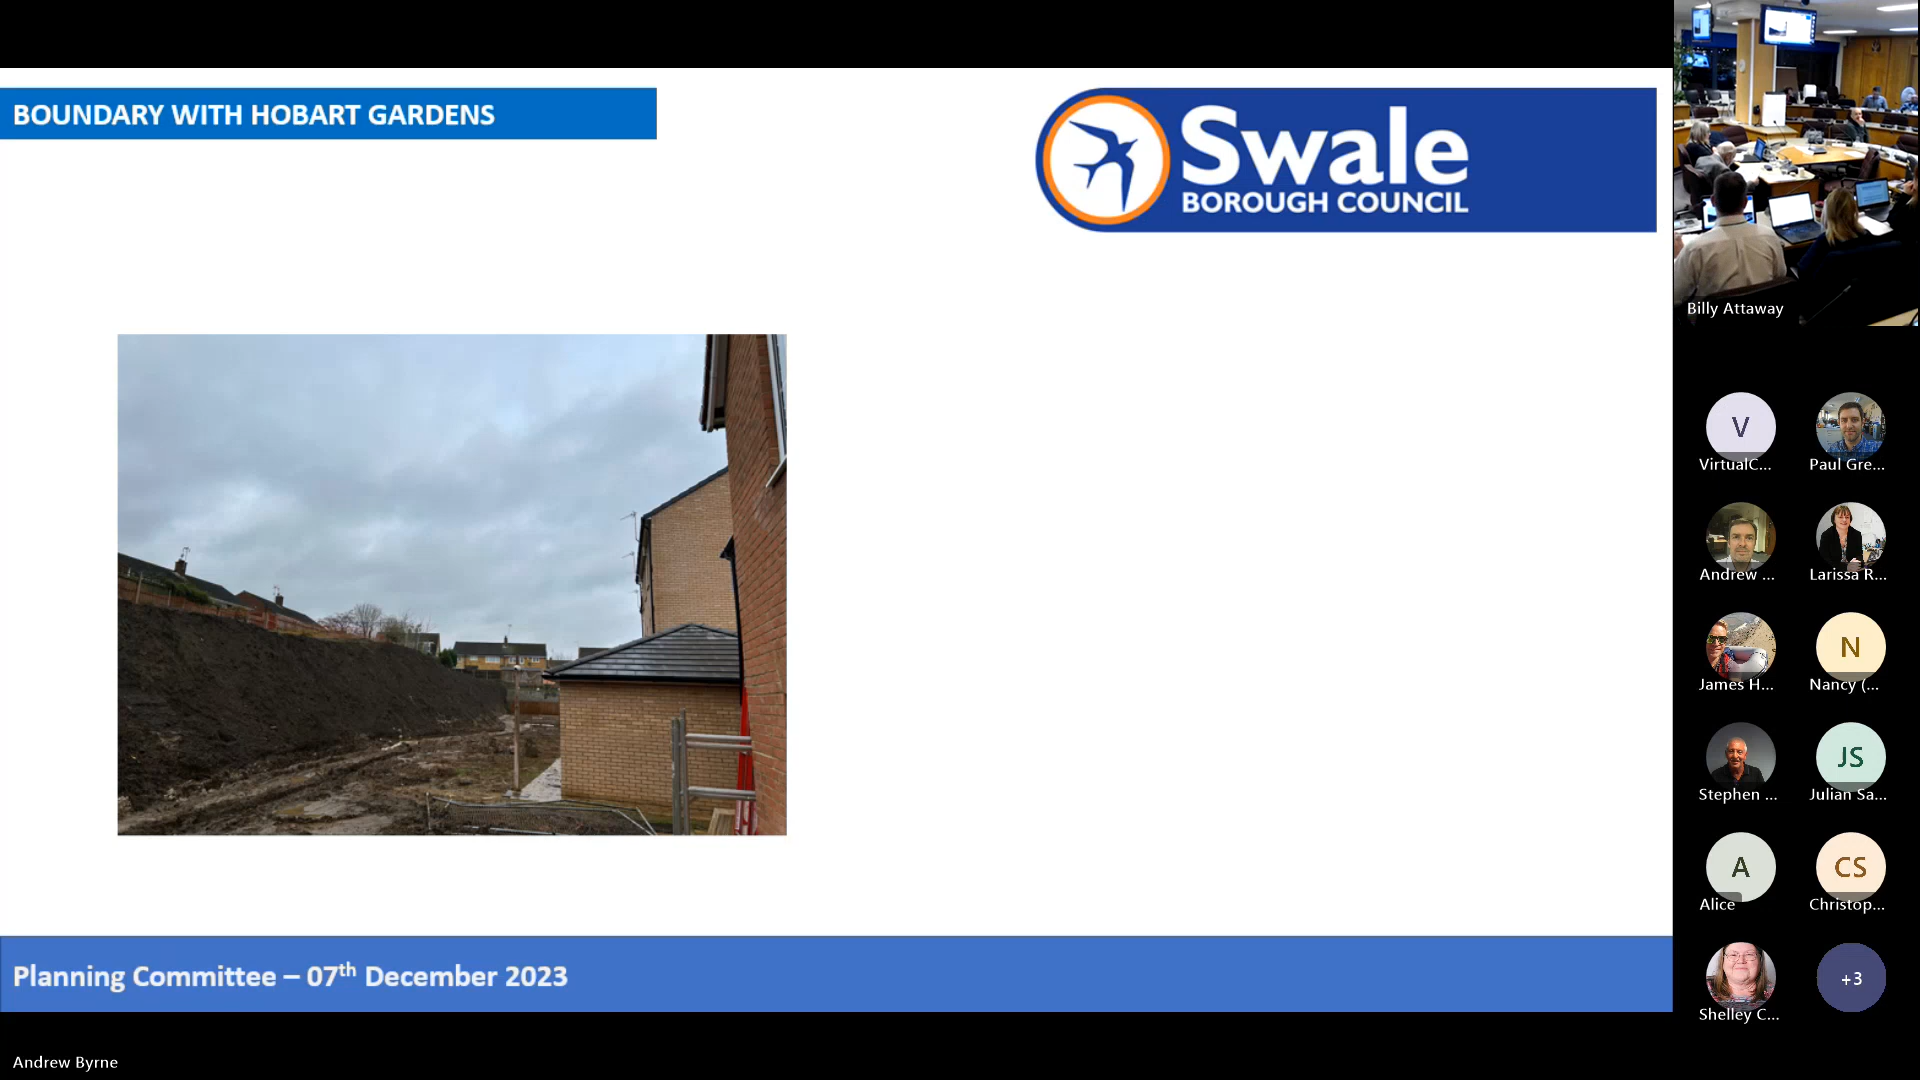 BOUNDARY WITH HOBART GARDENS
Swale
BOROUGH COUNCIL
Planning Committee – 07th December 2023
Andrew Byrne
Billy Attaway
V
VirtualC...
Paul Gre...
Andrew ...
Larissa R...
James H...
N
Nancy (...
Stephen ...
JS
Julian Sa...
A
Alice
CS
Christop...
Shelley C...
+3